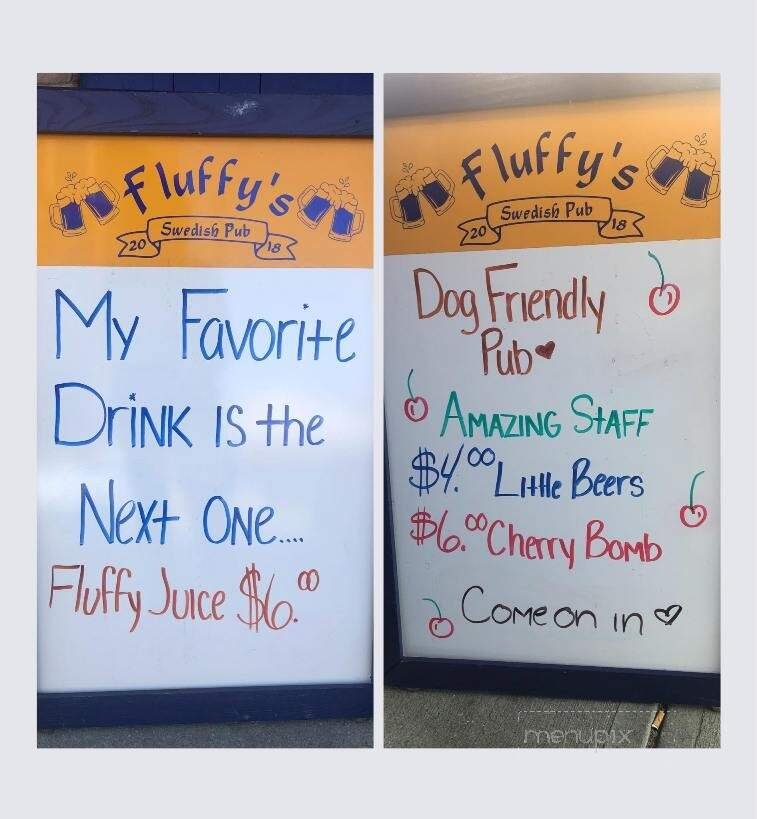 Fluffy's
Swedish Pub
20 18
My Favorite
Drink is the
Next One....
Fluffy Juice $6.00
Fluffy's
Swedish Pub
20 18
Dog Friendly
Pub
Amazing Staff
$4.00 Little Beers
$6.00 Cherry Bomb
Come on in
menupix